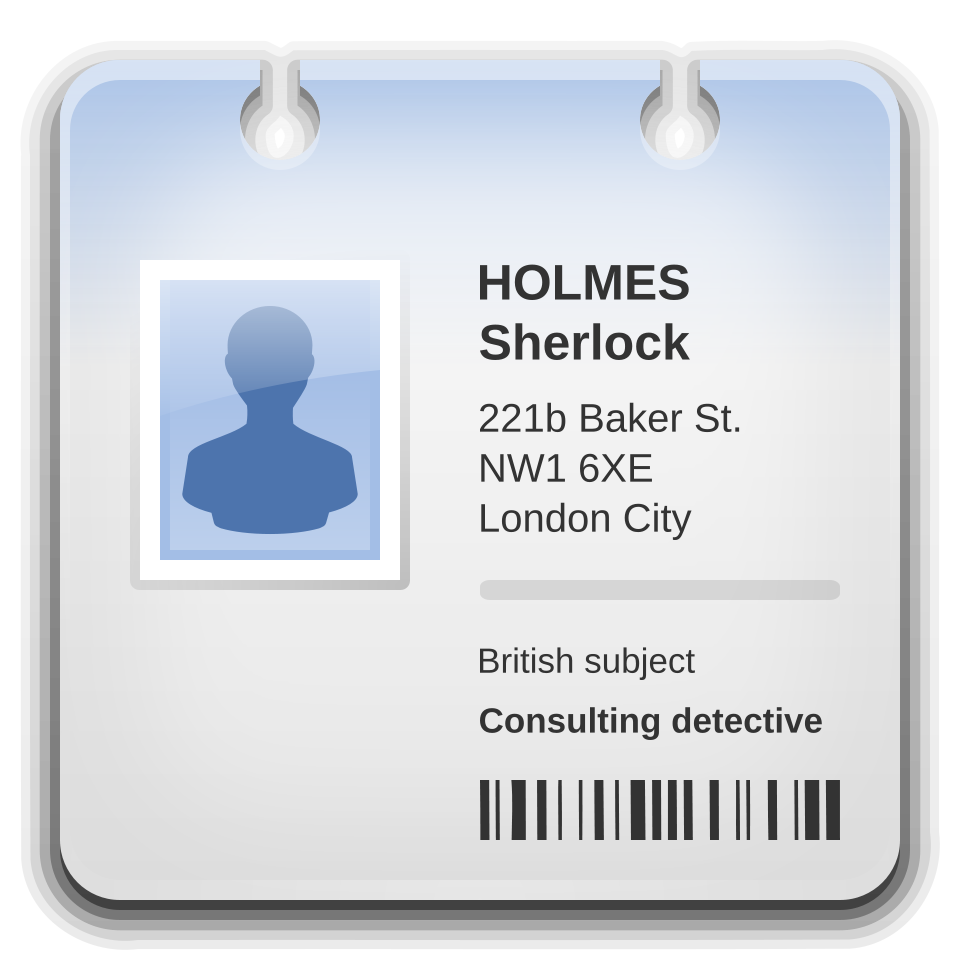 HOLMES
Sherlock
221b Baker St.
NW1 6XE
London City
British subject
Consulting detective